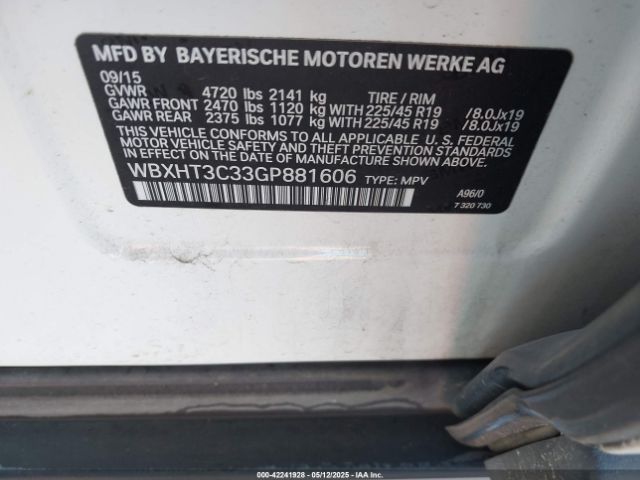 MFD BY BAYERISCHE MOTOREN WERKE AG
09/15
GVWR 4720 lbs 2141 kg TIRE / RIM
GAWR FRONT 2470 lbs 1120 kg WITH 225/45 R19 /8.0Jx19
GAWR REAR 2375 lbs 1077 kg WITH 225/45 R19 /8.0Jx19
THIS VEHICLE CONFORMS TO ALL APPLICABLE U.S. FEDERAL
MOTOR VEHICLE SAFETY, BUMPER, AND THEFT PREVENTION
STANDARDS IN EFFECT ON THE DATE OF MANUFACTURE SHOWN ABOVE.
WBXHT3C33GP881606 TYPE: MPV
A96/0
7 320 730
000-42241928 - 05/12/2025 - IAAI.COM